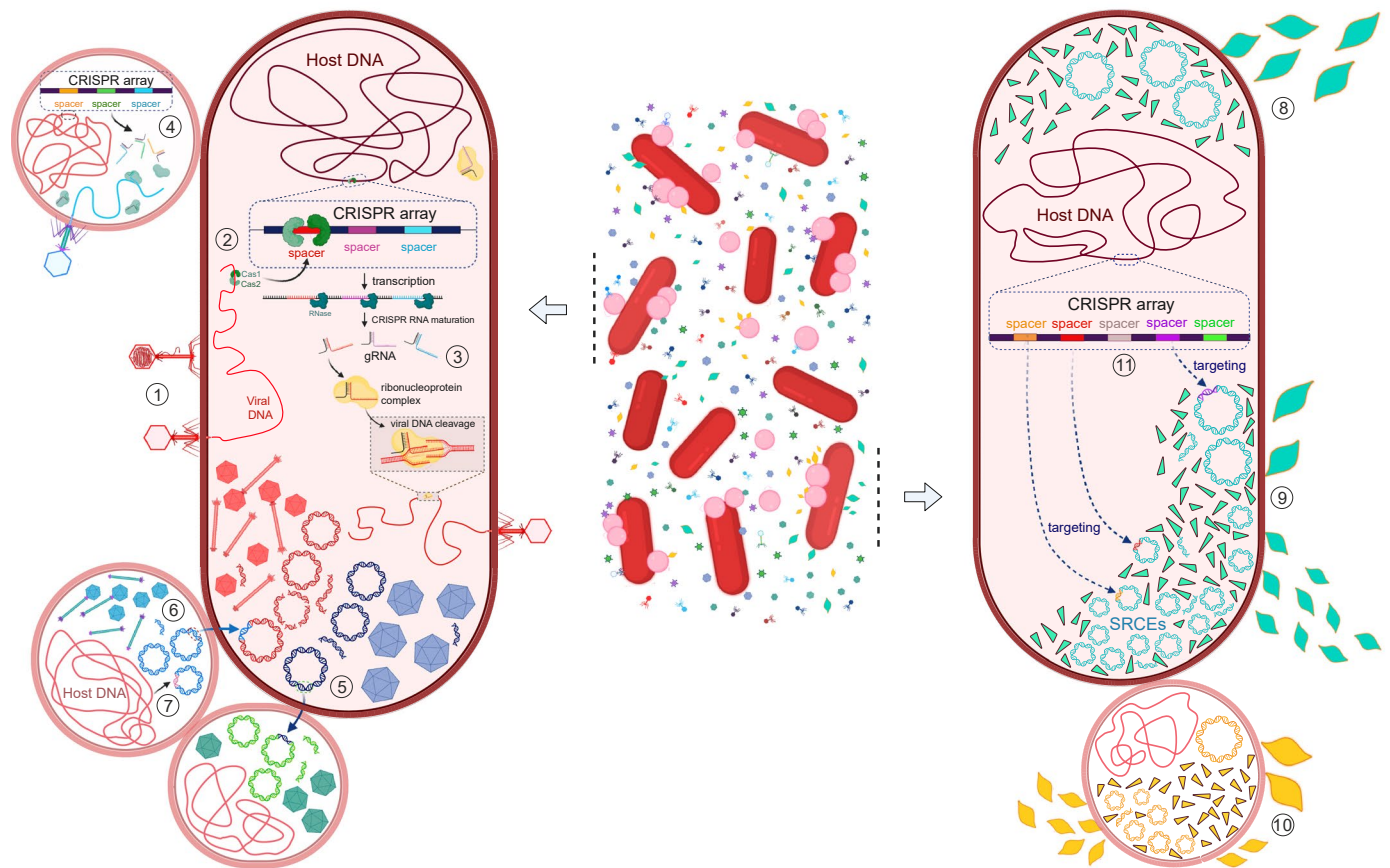 CRISPR array
spacer spacer spacer
④
Host DNA
②
CRISPR array
spacer
spacer
spacer
Cas1
Cas2
transcription
RNase
CRISPR RNA maturation
gRNA
③
ribonucleoprotein
complex
viral DNA cleavage
①
Viral
DNA
⑥
Host DNA
⑦
⑤
⑧
Host DNA
CRISPR array
spacer spacer spacer spacer spacer
⑪
targeting
⑨
targeting
SRCEs
⑩